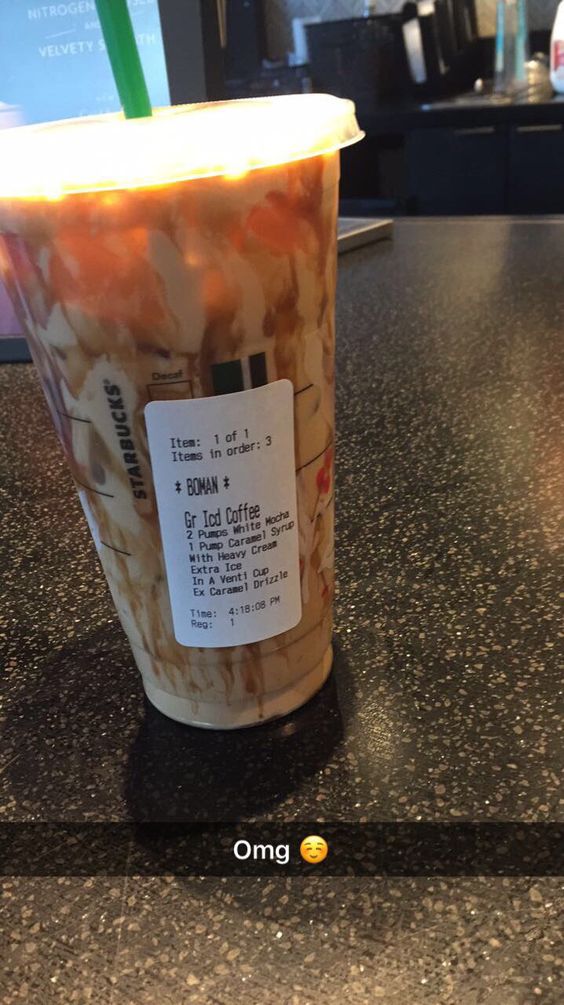 NITROGEN
AND
VELVETY
Decaf
STARBUCKS®
Item: 1 of 1
Items in order: 3
* BOMAN *
Gr Icd Coffee
2 Pumps White Mocha
1 Pump Caramel Syrup
With Heavy Cream
Extra Ice
In A Venti Cup
Ex Caramel Drizzle
Time: 4:18:08 PM
Reg: 1
Omg ☺️